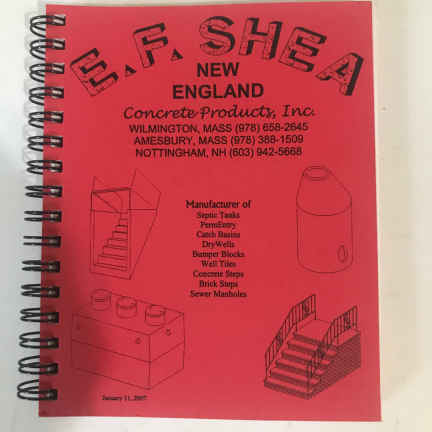 E.F. SHEA
NEW
ENGLAND
Concrete Products, Inc.
WILMINGTON, MASS (978) 658-2645
AMESBURY, MASS (978) 388-1509
NOTTINGHAM, NH (603) 942-5668
Manufacturer of
Septic Tanks
PermEntry
Catch Basins
DryWells
Bumper Blocks
Well Tiles
Concrete Steps
Brick Steps
Sewer Manholes
January 11, 2007